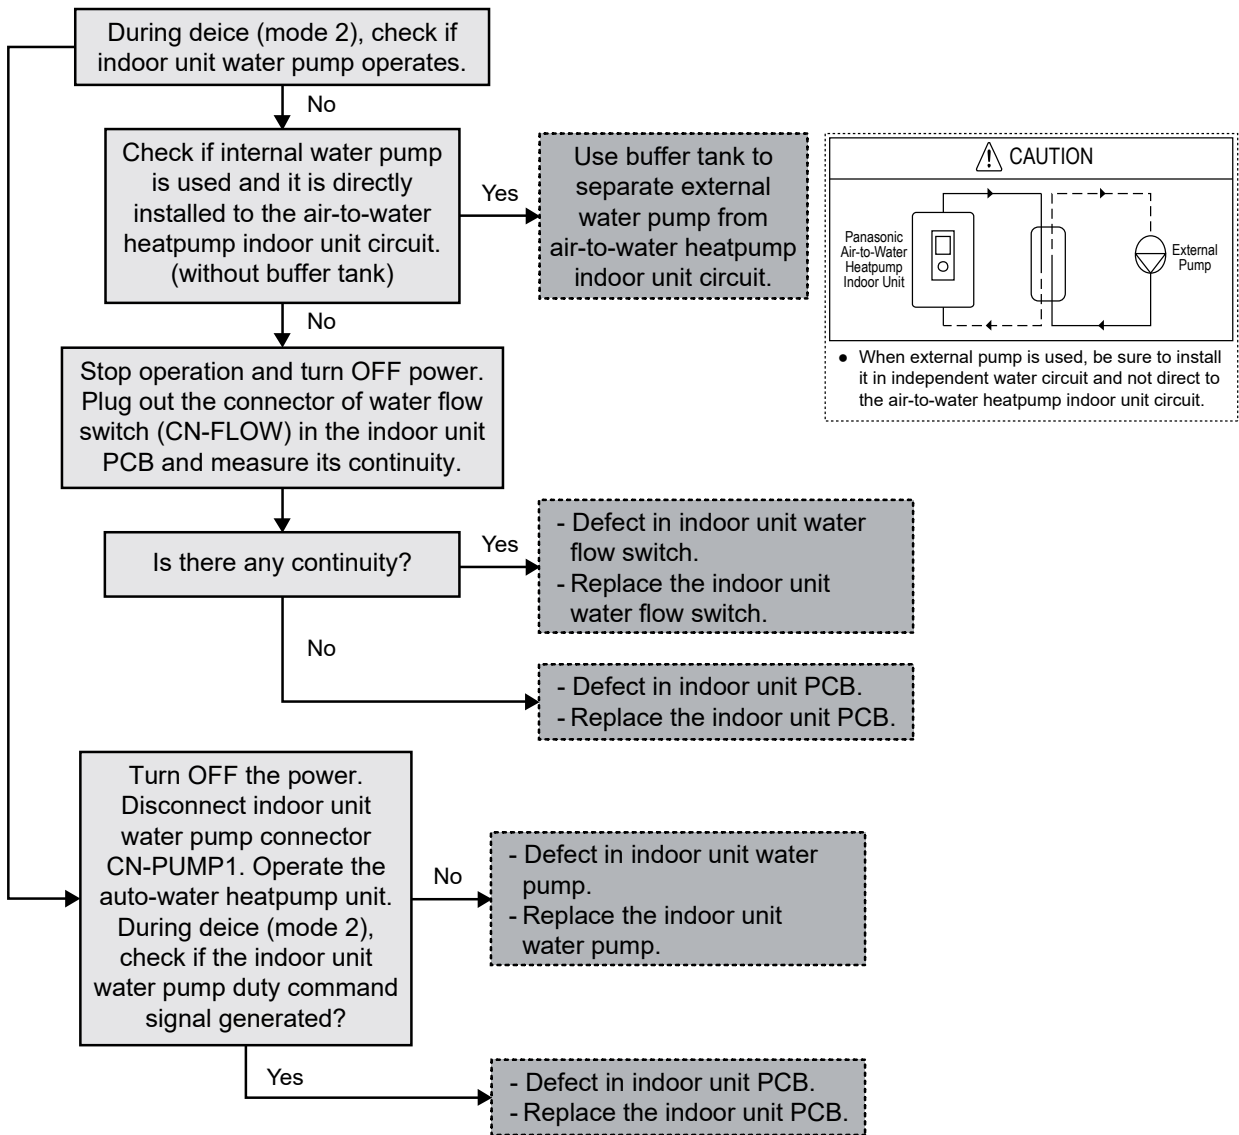 During deice (mode 2), check if
indoor unit water pump operates.
No
Check if internal water pump
is used and it is directly
installed to the air-to-water
heatpump indoor unit circuit.
(without buffer tank)
Yes
Use buffer tank to
separate external
water pump from
air-to-water heatpump
indoor unit circuit.
CAUTION
Panasonic
Air-to-Water
Heatpump
Indoor Unit
External
Pump
● When external pump is used, be sure to install
it in independent water circuit and not direct to
the air-to-water heatpump indoor unit circuit.
No
Stop operation and turn OFF power.
Plug out the connector of water flow
switch (CN-FLOW) in the indoor unit
PCB and measure its continuity.
Is there any continuity?
Yes
- Defect in indoor unit water
flow switch.
- Replace the indoor unit
water flow switch.
No
- Defect in indoor unit PCB.
- Replace the indoor unit PCB.
Turn OFF the power.
Disconnect indoor unit
water pump connector
CN-PUMP1. Operate the
auto-water heatpump unit.
During deice (mode 2),
check if the indoor unit
water pump duty command
signal generated?
No
- Defect in indoor unit water
pump.
- Replace the indoor unit
water pump.
Yes
- Defect in indoor unit PCB.
- Replace the indoor unit PCB.